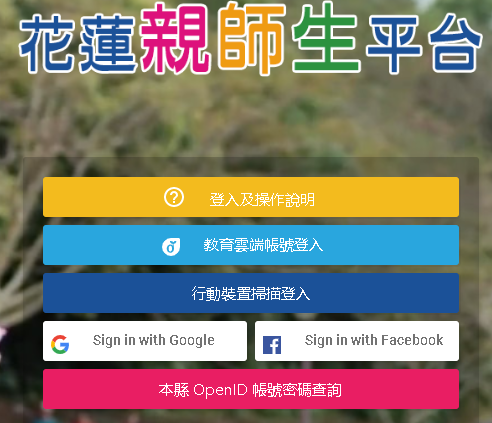 花蓮親師生平台
登入及操作說明
教育雲端帳號登入
行動裝置掃描登入
Sign in with Google
Sign in with Facebook
本縣 OpenID 帳號密碼查詢